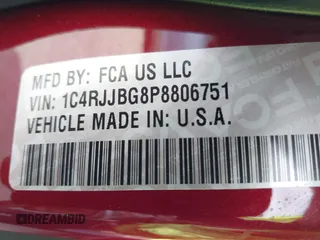 MFD BY: FCA US LLC
VIN: 1C4RJJBG8P8806751
VEHICLE MADE IN: U.S.A.
DREAMBID